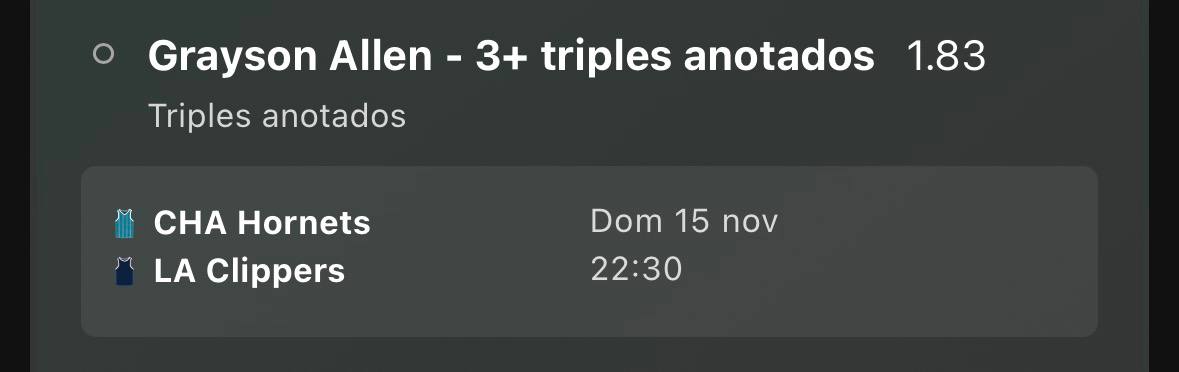 Grayson Allen - 3+ triples anotados 1.83
Triples anotados
CHA Hornets
Dom 15 nov
LA Clippers
22:30